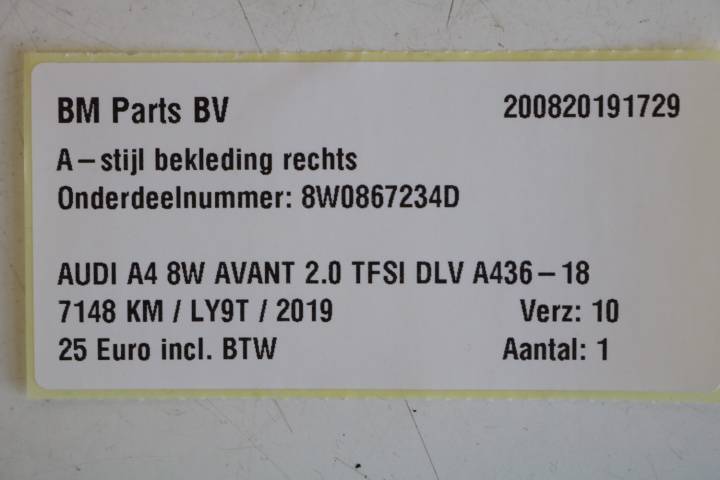 BM Parts BV 200820191729
A-stijl bekleding rechts
Onderdeelnummer: 8W0867234D
AUDI A4 8W AVANT 2.0 TFSI DLV A436-18
7148 KM / LY9T / 2019 Verz: 10
25 Euro incl. BTW Aantal: 1